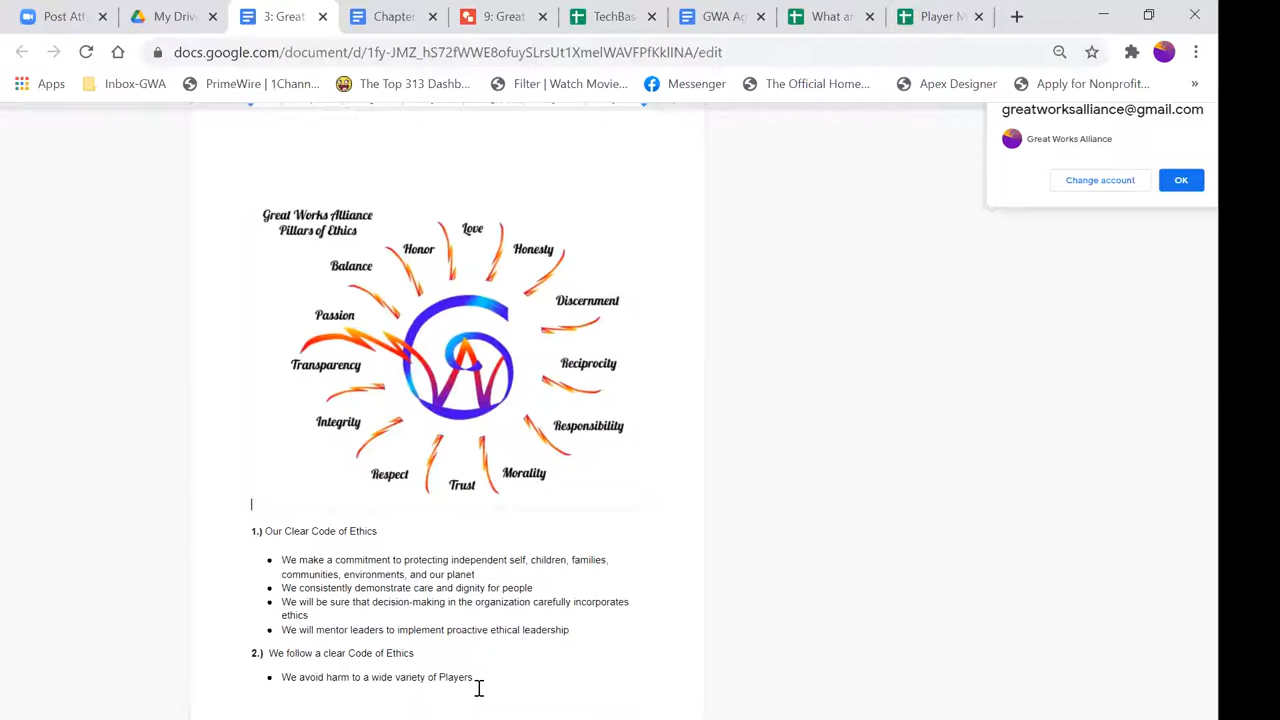 Post Att
My Driv
3: Great
Chapter
9: Great
TechBas
GWA Ag
What ar
Player M
docs.google.com/document/d/1fy-JMZ_hS72fWWE8ofuySLrsUt1XmelWAVFPfKkllNA/edit
Apps
Inbox-GWA
PrimeWire | 1Chann...
The Top 313 Dashb...
Filter | Watch Movie...
Messenger
The Official Home...
Apex Designer
Apply for Nonprofit...
»
greatworksalliance@gmail.com
Great Works Alliance
Change account
OK
Great Works Alliance
Pillars of Ethics
Love
Honor
Honesty
Balance
Discernment
Passion
Reciprocity
Transparency
Integrity
Responsibility
Respect
Morality
Trust
1.) Our Clear Code of Ethics
● We make a commitment to protecting independent self, children, families,
communities, environments, and our planet
● We consistently demonstrate care and dignity for people
● We will be sure that decision-making in the organization carefully incorporates
ethics
● We will mentor leaders to implement proactive ethical leadership
2.) We follow a clear Code of Ethics
● We avoid harm to a wide variety of Players